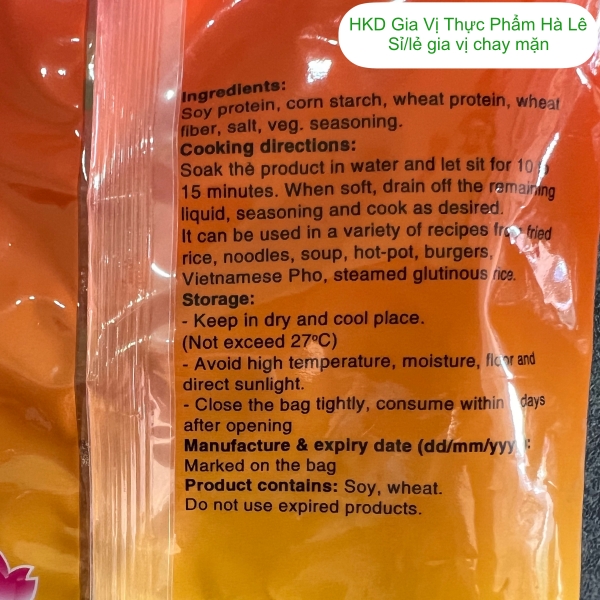 HKD Gia Vị Thực Phẩm Hà Lê
Sỉ/lẻ gia vị chay mặn
Ingredients:
Soy protein, corn starch, wheat protein, wheat
fiber, salt, veg. seasoning.
Cooking directions:
Soak the product in water and let sit for 10
15 minutes. When soft, drain off the remaining
liquid, seasoning and cook as desired.
It can be used in a variety of recipes from fried
rice, noodles, soup, hot-pot, burgers,
Vietnamese Pho, steamed glutinous rice.
Storage:
- Keep in dry and cool place.
(Not exceed 27ºC)
- Avoid high temperature, moisture, floor and
direct sunlight.
- Close the bag tightly, consume within days
after opening
Manufacture & expiry date (dd/mm/yyyy):
Marked on the bag
Product contains: Soy, wheat.
Do not use expired products.